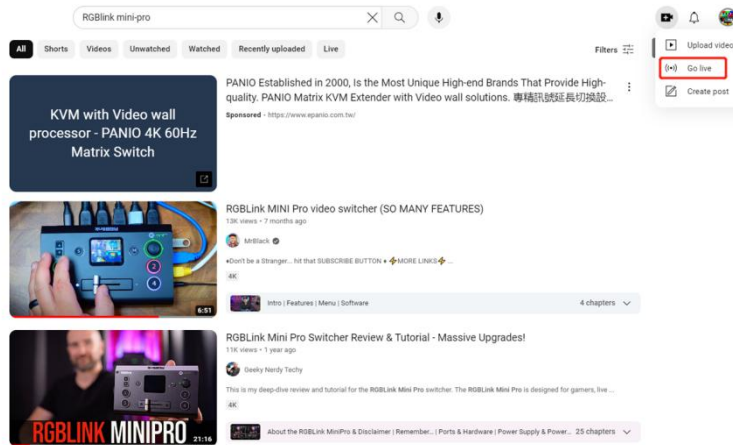 RGBlink mini-pro
Upload video
Go live
Create post
All Shorts Videos Unwatched Watched Recently uploaded Live Filters
KVM with Video wall
processor - PANIO 4K 60Hz
Matrix Switch
PANIO Established in 2000, Is the Most Unique High-end Brands That Provide High-
quality. PANIO Matrix KVM Extender with Video wall solutions. 專精訊號延長切換設...
Sponsored · https://www.epanio.com.tw/
6:51
RGBLink MINI Pro video switcher (SO MANY FEATURES)
13K views • 7 months ago
MrBlack
♦Don't be a Stranger... hit that SUBSCRIBE BUTTON ♦ MORE LINKS ...
4K
Intro | Features | Menu | Software 4 chapters
RGBLINK MINIPRO
21:16
RGBLink Mini Pro Switcher Review & Tutorial - Massive Upgrades!
11K views • 1 year ago
Geeky Nerdy Techy
This is my deep-dive review and tutorial for the RGBLink Mini Pro switcher. The RGBLink Mini Pro is designed for gamers, live ...
4K
About the RGBLink MiniPro & Disclaimer | Remember... | Ports & Hardware | Power Supply & Power... 25 chapters